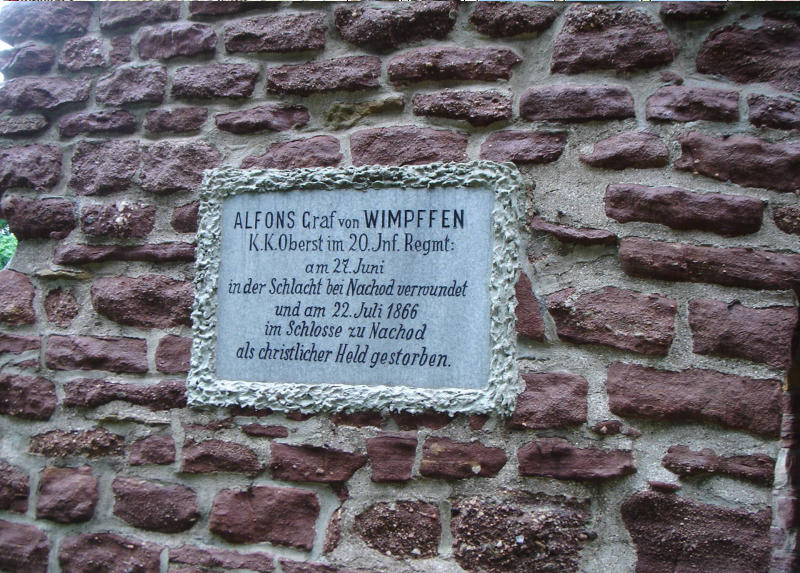 ALFONS Graf von WIMPFFEN
K.K. Oberst im 20. Inf. Regmt:
am 27. Juni
in der Schlacht bei Nachod verwundet
und am 22. Juli 1866
im Schlosse zu Nachod
als christlicher Held gestorben.